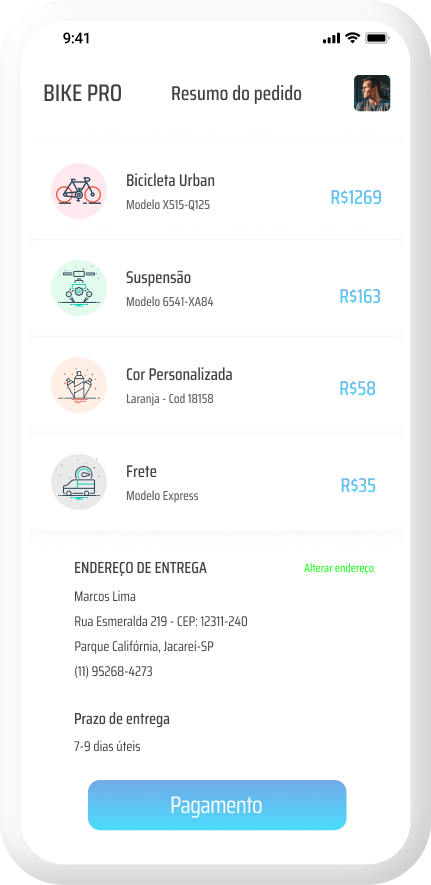 9:41
BIKE PRO
Resumo do pedido
Bicicleta Urban
Modelo X515-Q125
R$1269
Suspensão
Modelo 6541-XA84
R$163
Cor Personalizada
Laranja - Cod 18158
R$58
Frete
Modelo Express
R$35
ENDEREÇO DE ENTREGA
Alterar endereço
Marcos Lima
Rua Esmeralda 219 - CEP: 12311-240
Parque Califórnia, Jacareí-SP
(11) 95268-4273
Prazo de entrega
7-9 dias úteis
Pagamento